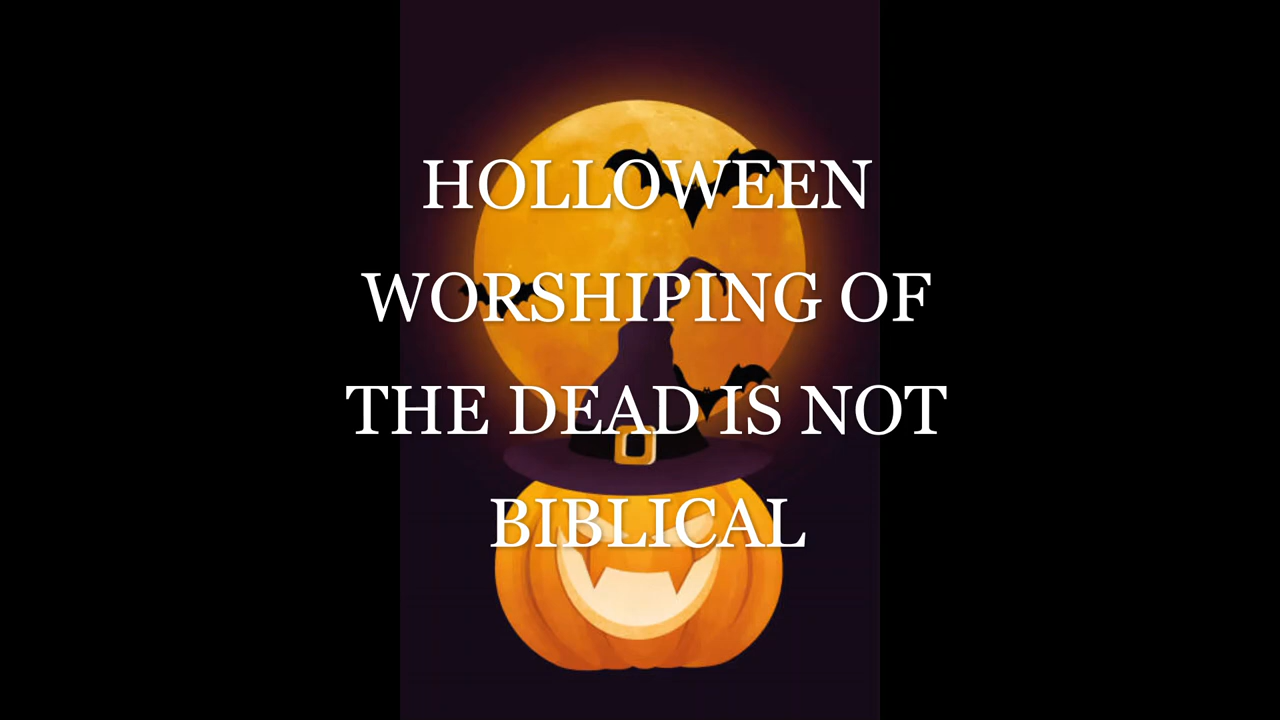 HOLLOWEEN
WORSHIPING OF
THE DEAD IS NOT
BIBLICAL